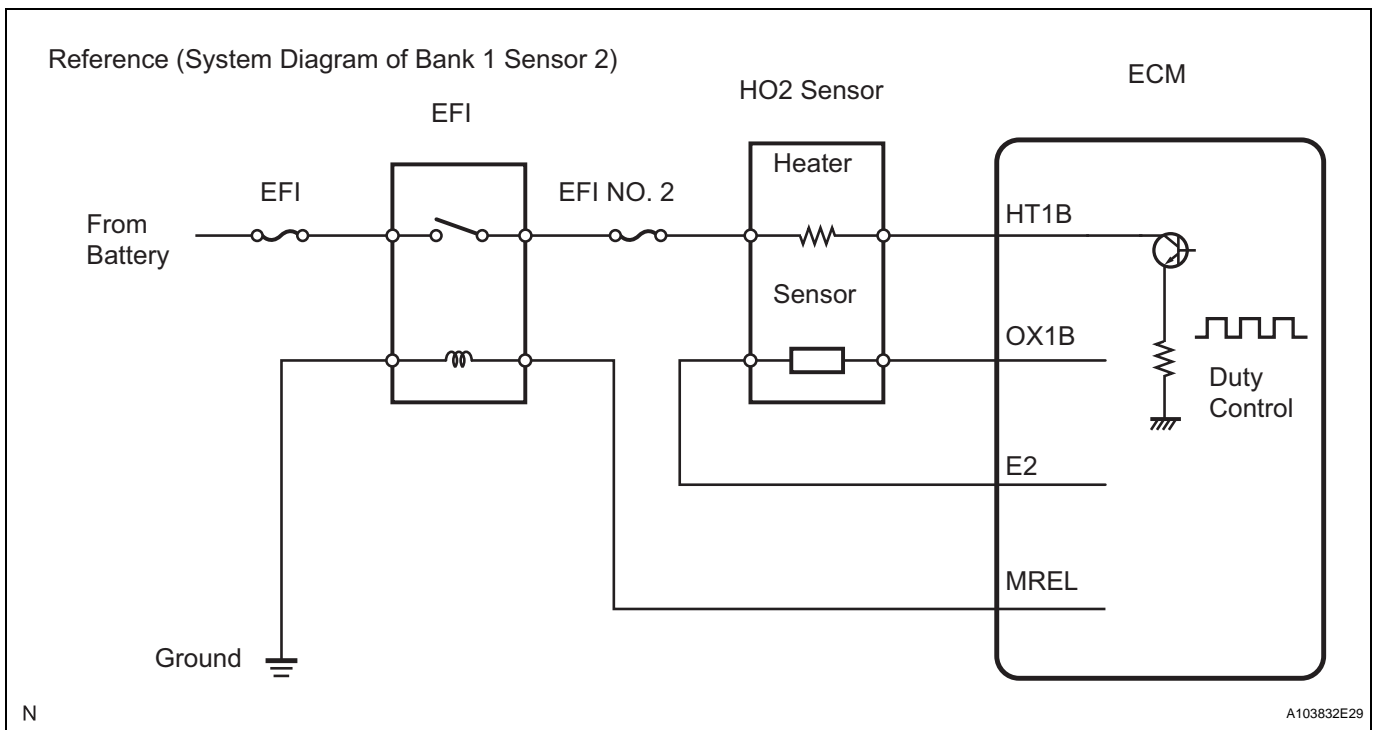 Reference (System Diagram of Bank 1 Sensor 2)
ECM
HO2 Sensor
EFI
Heater
EFI
EFI NO. 2
From
Battery
HT1B
Sensor
OX1B
Duty
Control
E2
MREL
Ground
N
A103832E29